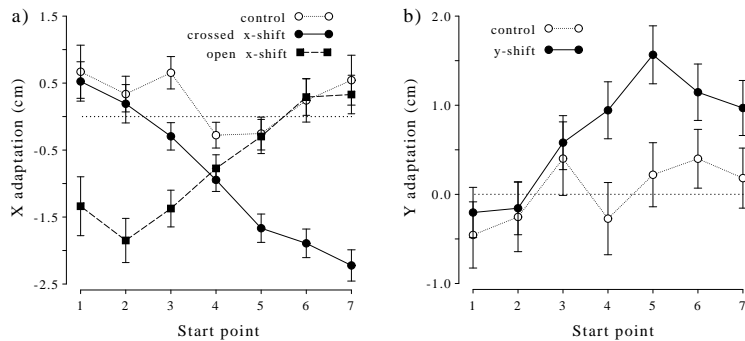 a)
control
crossed x-shift
open x-shift
1.5
0.5
-0.5
-1.5
-2.5
X adaptation (cm)
1 2 3 4 5 6 7
Start point
b)
control
y-shift
2.0
1.0
0.0
-1.0
Y adaptation (cm)
1 2 3 4 5 6 7
Start point